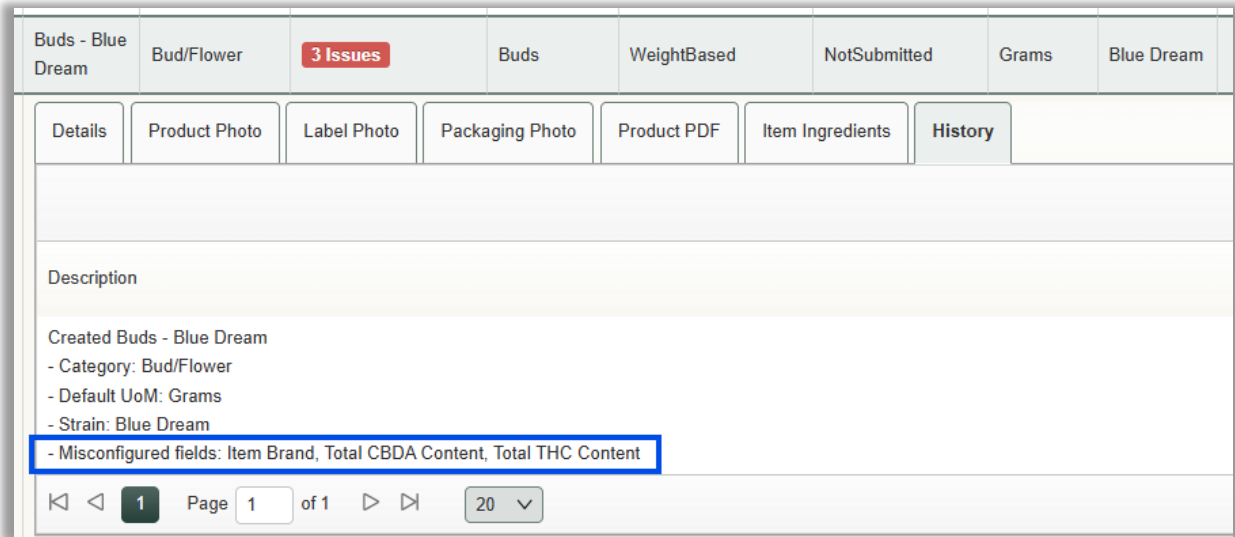 Buds - Blue Dream Bud/Flower 3 Issues Buds WeightBased NotSubmitted Grams Blue Dream
Details Product Photo Label Photo Packaging Photo Product PDF Item Ingredients History
Description
Created Buds - Blue Dream
- Category: Bud/Flower
- Default UoM: Grams
- Strain: Blue Dream
- Misconfigured fields: Item Brand, Total CBDA Content, Total THC Content
1 Page 1 of 1 20